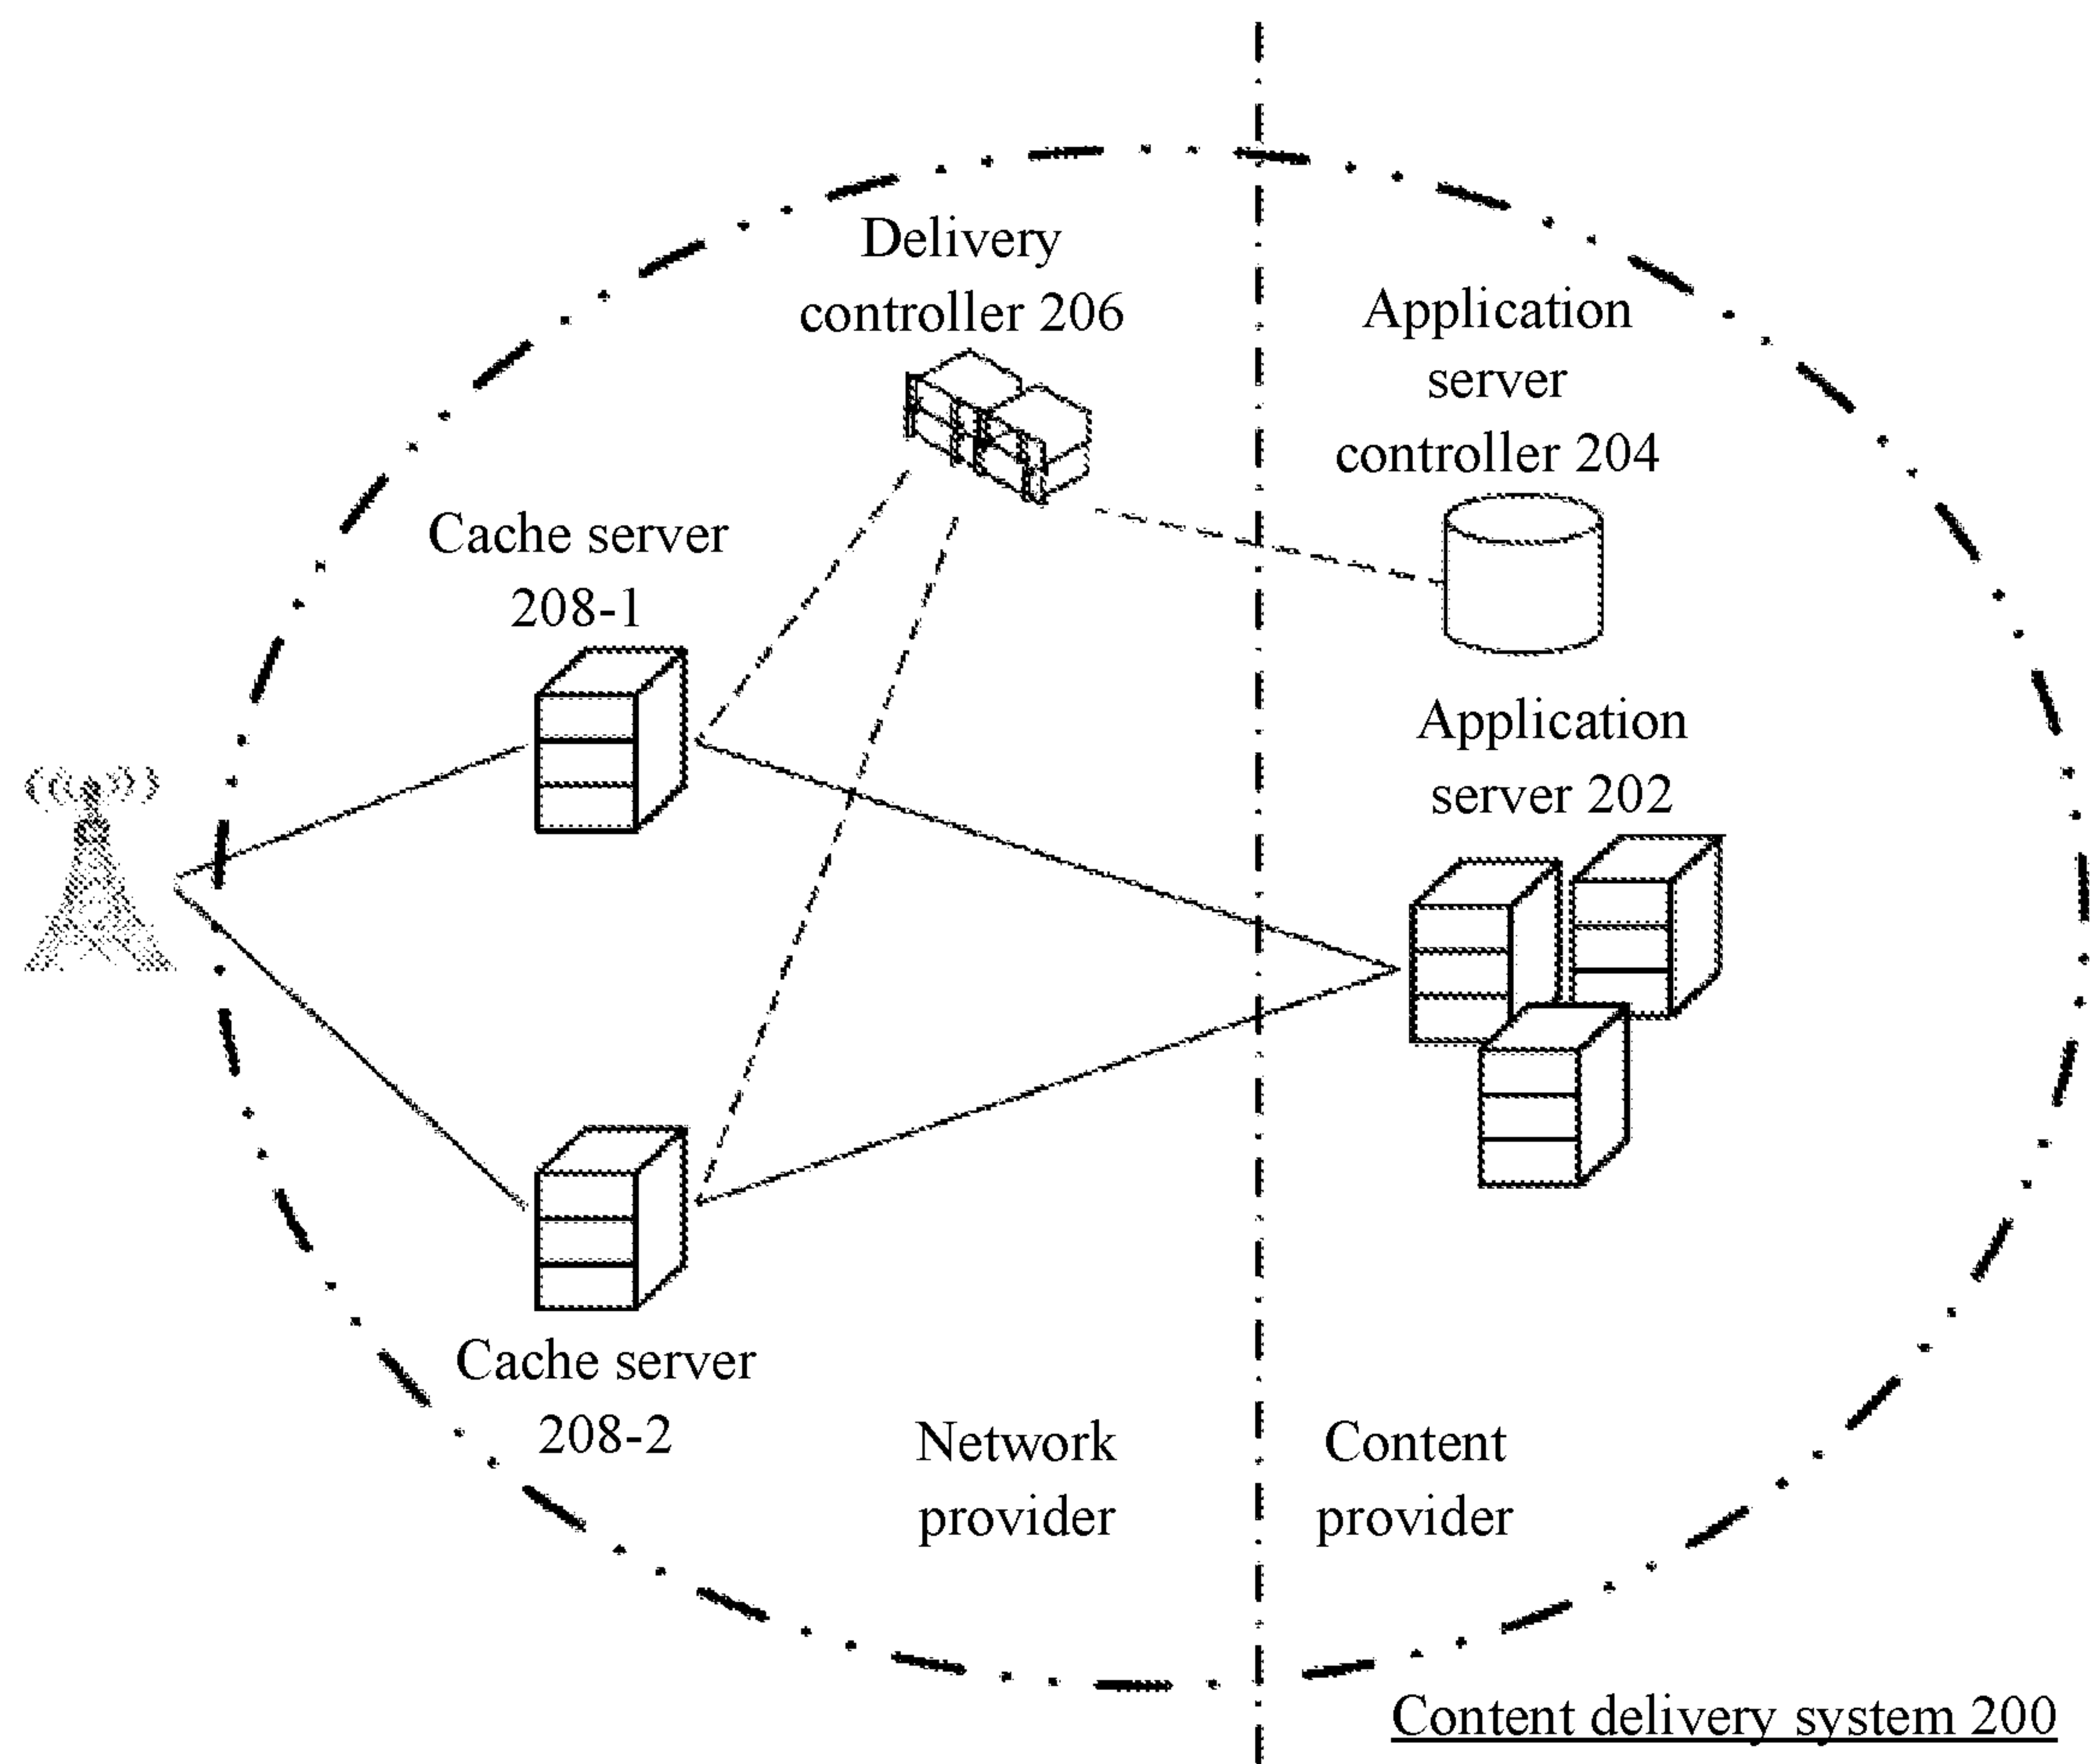 Delivery
controller 206
Application
server
controller 204
Cache server
208-1
Application
server 202
Cache server
208-2
Network
provider
Content
provider
Content delivery system 200